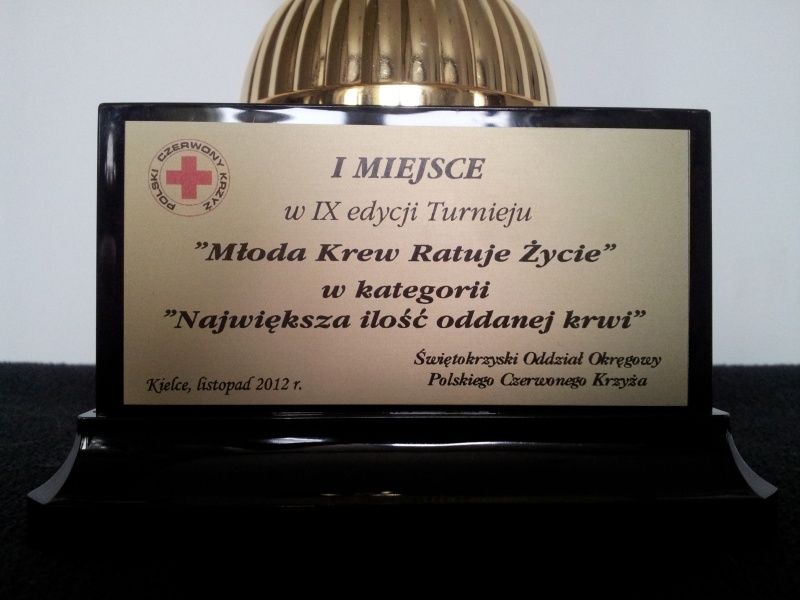 POLSKI CZERWONY KRZYŻ
I MIEJSCE
w IX edycji Turnieju
”Młoda Krew Ratuje Życie”
w kategorii
”Największa ilość oddanej krwi”
Świętokrzyski Oddział Okręgowy
Polskiego Czerwonego Krzyża
Kielce, listopad 2012 r.